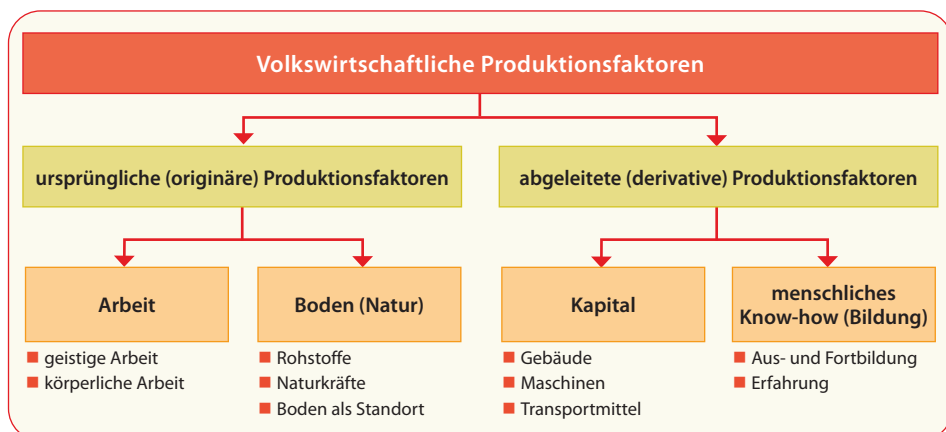 Volkswirtschaftliche Produktionsfaktoren
ursprüngliche (originäre) Produktionsfaktoren
abgeleitete (derivative) Produktionsfaktoren
Arbeit
geistige Arbeit
körperliche Arbeit
Boden (Natur)
Rohstoffe
Naturkräfte
Boden als Standort
Kapital
Gebäude
Maschinen
Transportmittel
menschliches
Know-how (Bildung)
Aus- und Fortbildung
Erfahrung